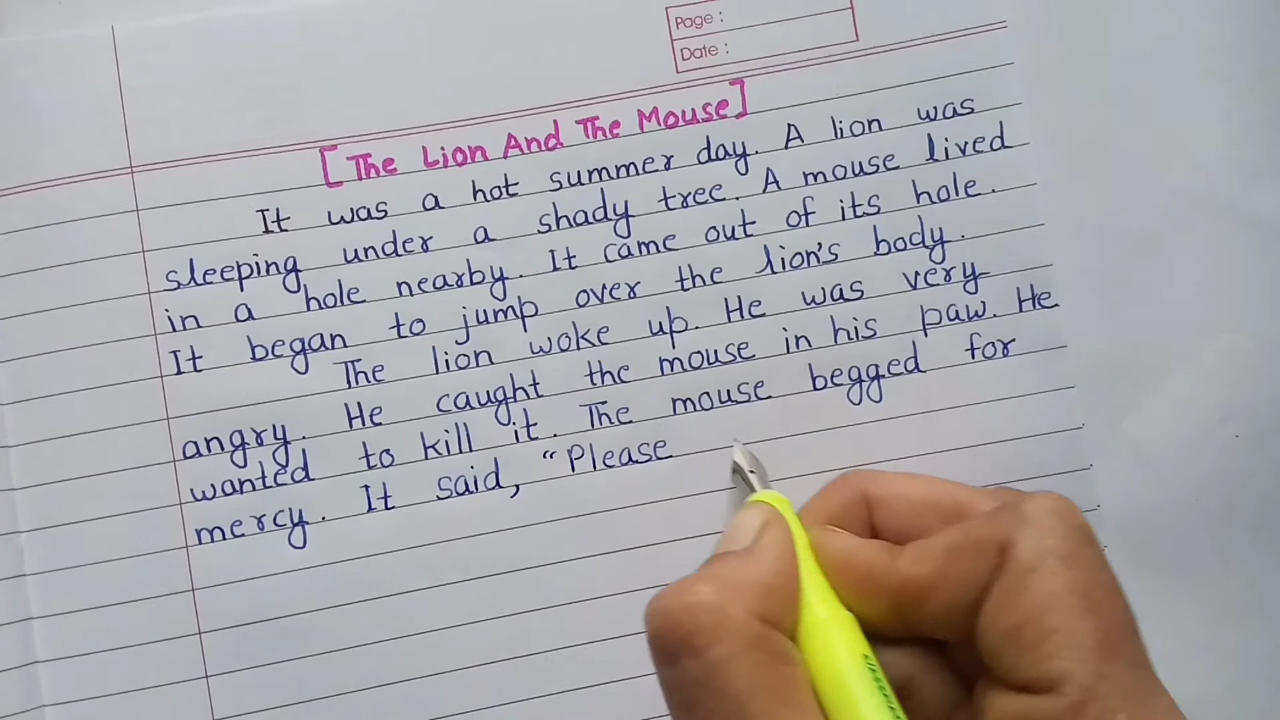 Page :
Date :
[The Lion And The Mouse]
It was a hot summer day. A lion was
sleeping under a shady tree. A mouse lived
in a hole nearby. It came out of its hole.
It began to jump over the lion's body.
The lion woke up. He was very
angry. He caught the mouse in his paw. He
wanted to kill it. The mouse begged for
mercy. It said, "Please